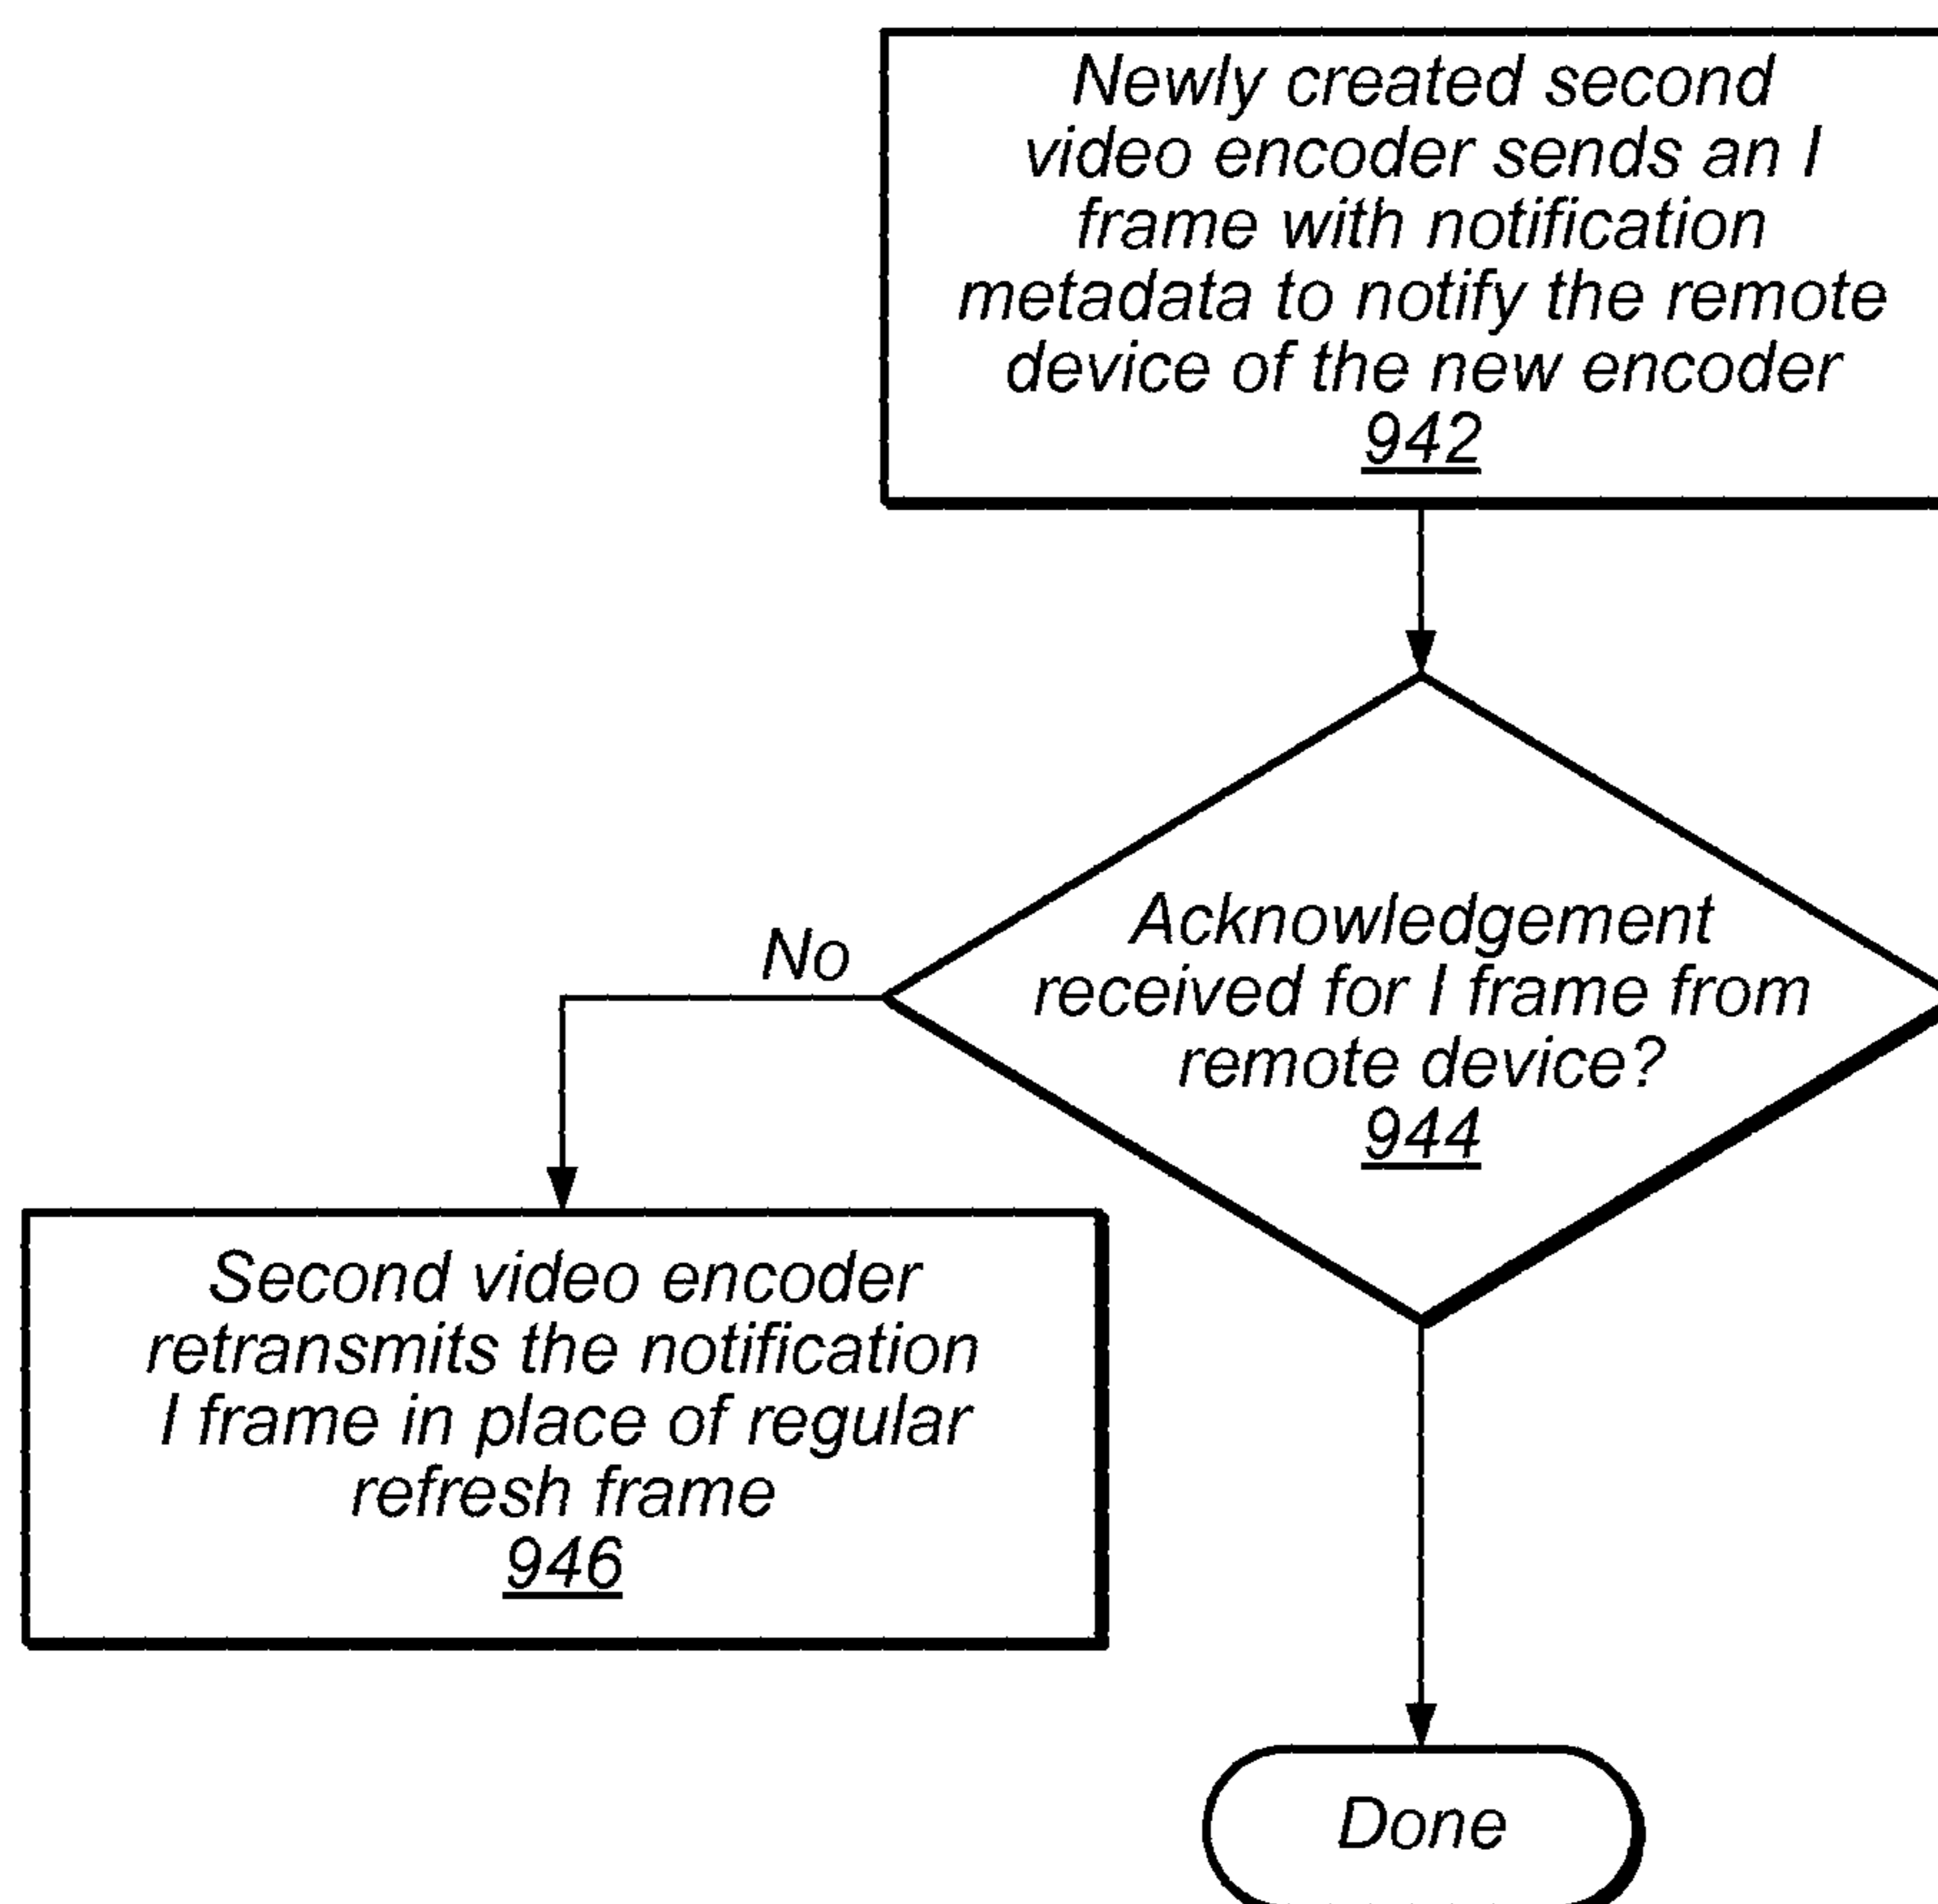 Newly created second
video encoder sends an I
frame with notification
metadata to notify the remote
device of the new encoder
942
Acknowledgement
received for I frame from
remote device?
944
No
Second video encoder
retransmits the notification
I frame in place of regular
refresh frame
946
Done